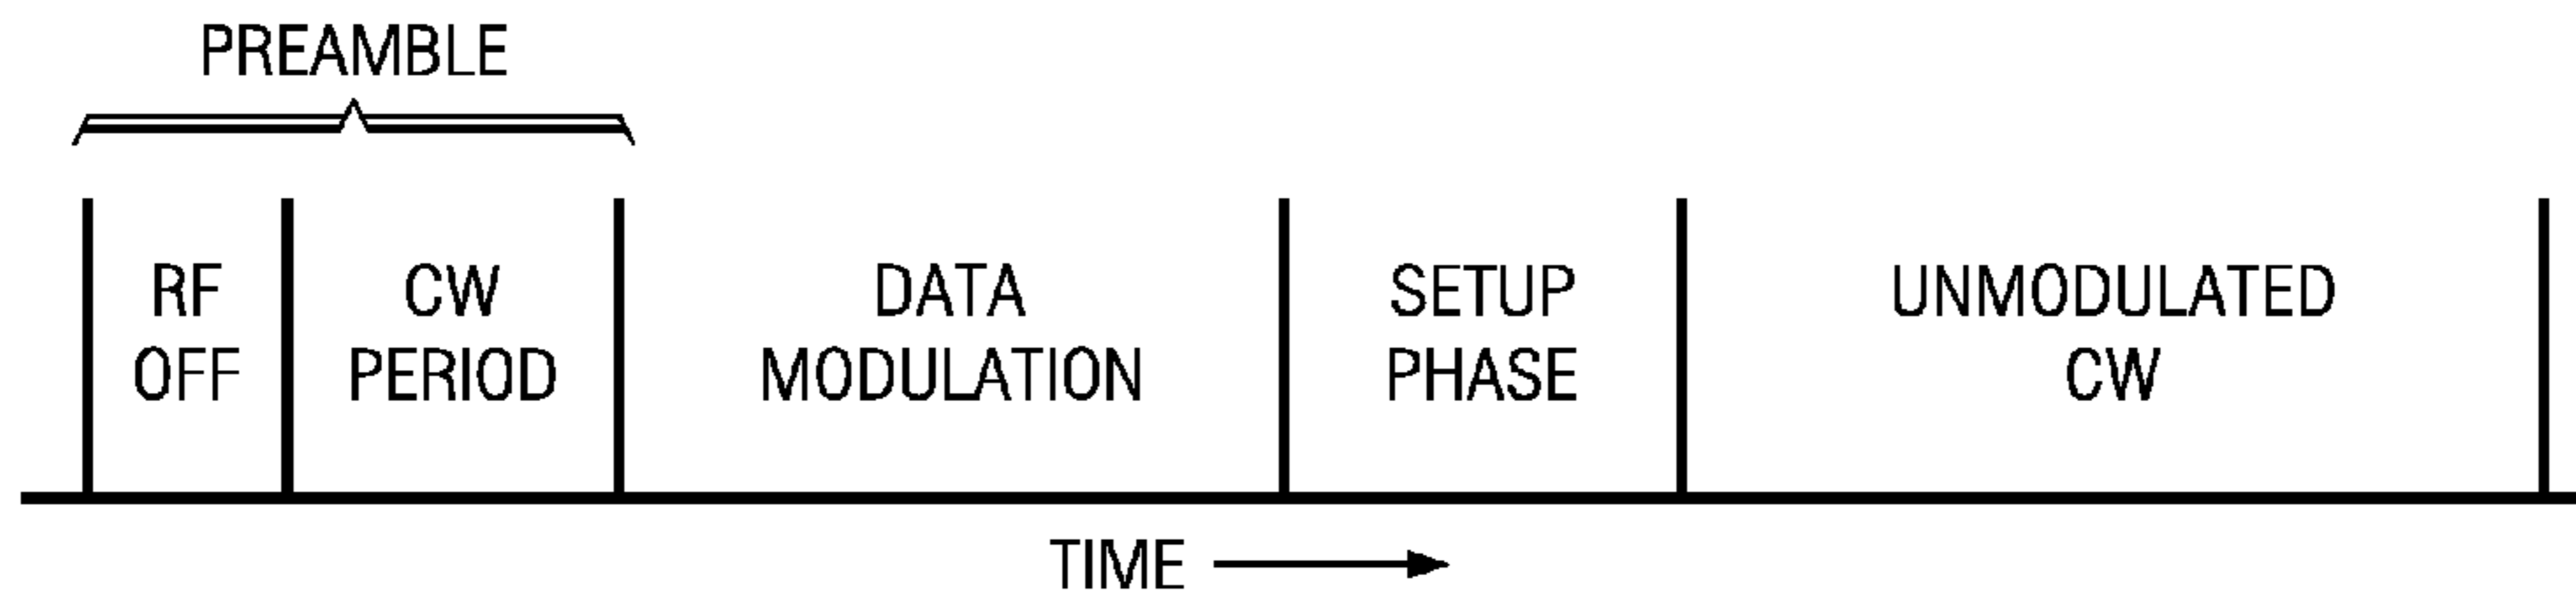 PREAMBLE
RF
OFF
CW
PERIOD
DATA
MODULATION
SETUP
PHASE
UNMODULATED
CW
TIME